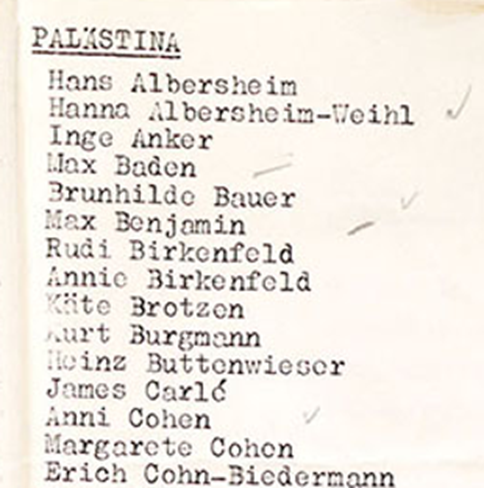 PALÄSTINA
Hans Albersheim
Hanna Albersheim-Weihl
Inge Anker
Max Baden
Brunhilde Bauer
Max Benjamin
Rudi Birkenfeld
Annie Birkenfeld
Käte Brotzen
Kurt Burgmann
Heinz Buttenwieser
James Carlé
Anni Cohen
Margarete Cohen
Erich Cohn-Biedermann